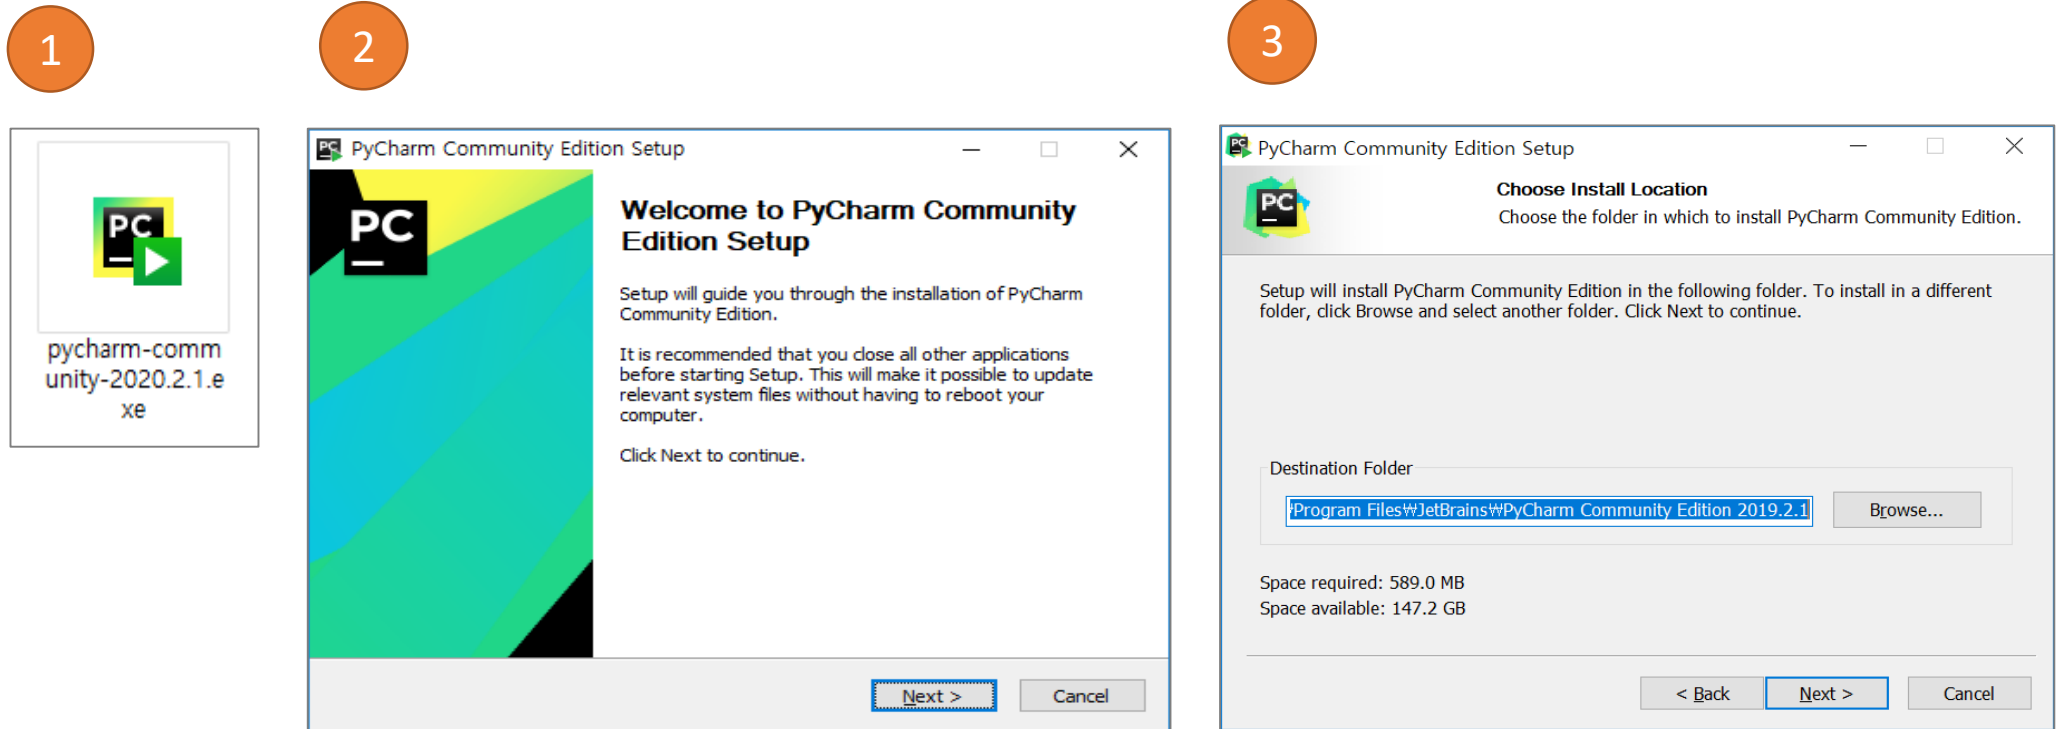 1
2
3
PC
pycharm-comm
unity-2020.2.1.e
xe
PyCharm Community Edition Setup
PC
Welcome to PyCharm Community
Edition Setup
Setup will guide you through the installation of PyCharm
Community Edition.
It is recommended that you close all other applications
before starting Setup. This will make it possible to update
relevant system files without having to reboot your
computer.
Click Next to continue.
Next >
Cancel
PyCharm Community Edition Setup
PC
Choose Install Location
Choose the folder in which to install PyCharm Community Edition.
Setup will install PyCharm Community Edition in the following folder. To install in a different
folder, click Browse and select another folder. Click Next to continue.
Destination Folder
Program Files₩JetBrains₩PyCharm Community Edition 2019.2.1
Browse...
Space required: 589.0 MB
Space available: 147.2 GB
< Back
Next >
Cancel